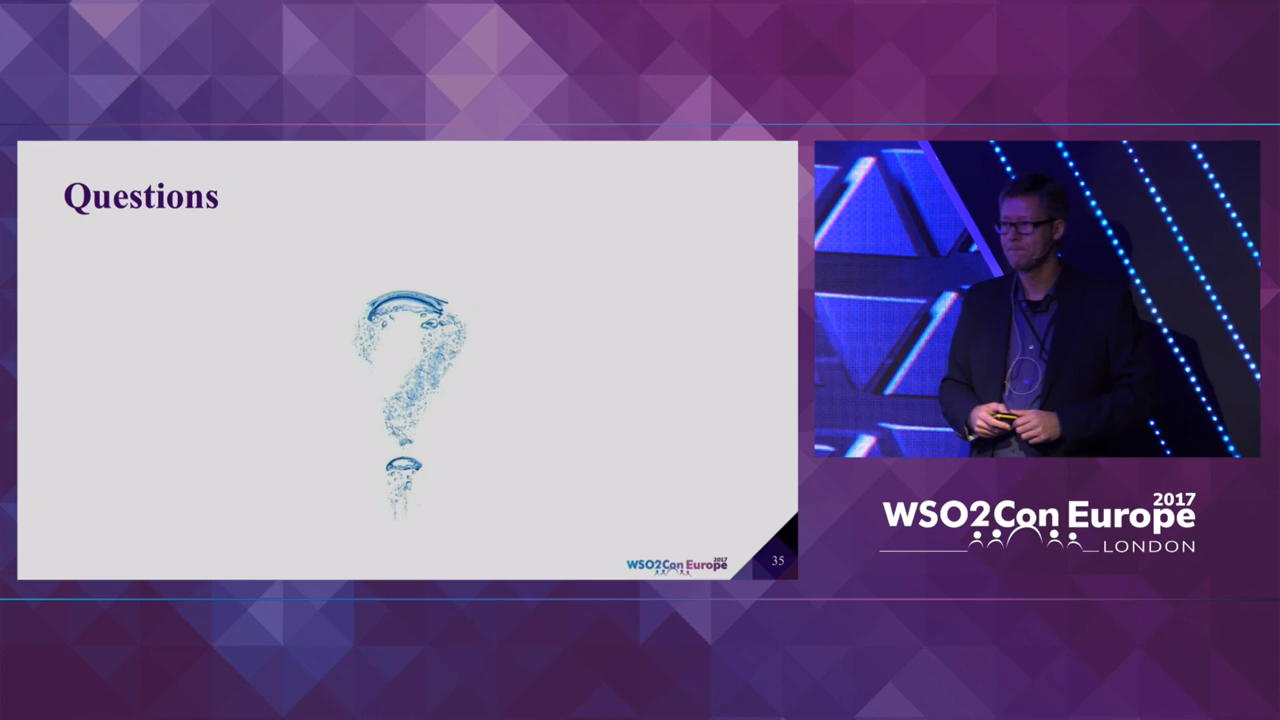 Questions
?
WSO2Con Europe 2017
35
2017
WSO2Con Europe
LONDON